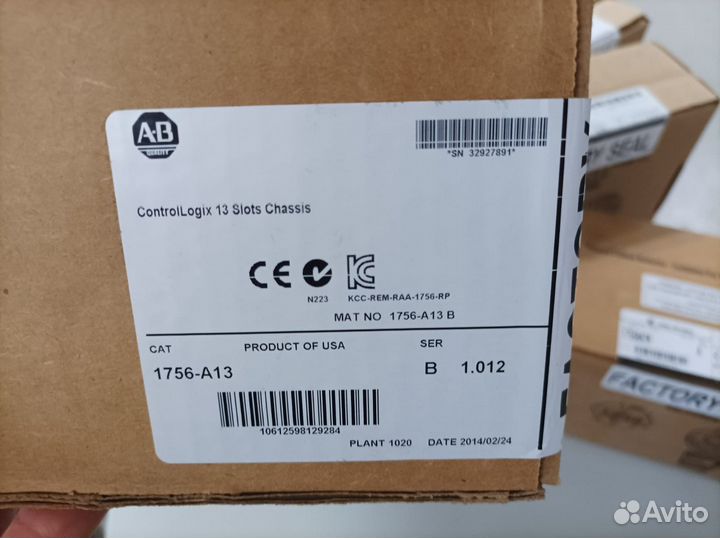 A-B
QUALITY
*SN 32927891*
ControlLogix 13 Slots Chassis
CE
N223
KCC-REM-RAA-1756-RP
MAT NO 1756-A13 B
CAT
PRODUCT OF USA
SER
1756-A13
B 1.012
10612598129284
PLANT 1020
DATE 2014/02/24
FACTORY
SEAL
FACTORY
Avito